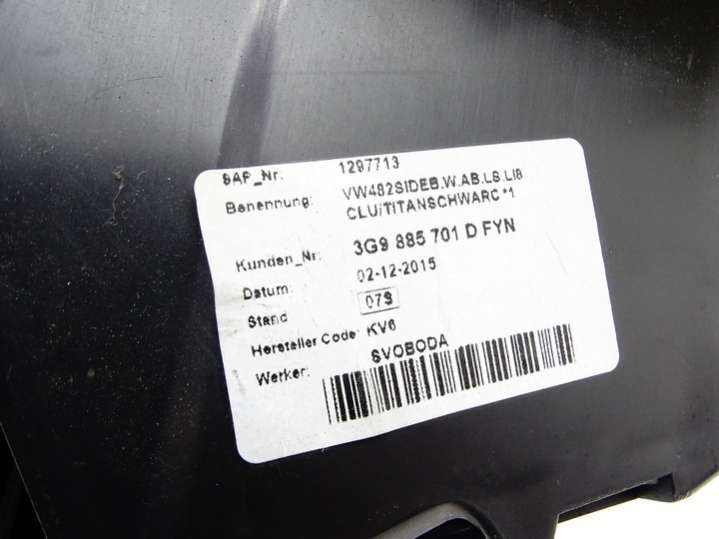 SAP_Nr: 1297713
Benennung: VW482SIDEB.W.AB.LS.LI8
CLU/TITANSCHWARC *1
Kunden_Nr: 3G9 885 701 D FYN
Datum: 02-12-2015
Stand 079
Hersteller Code: KV6
Werker: SVOBODA